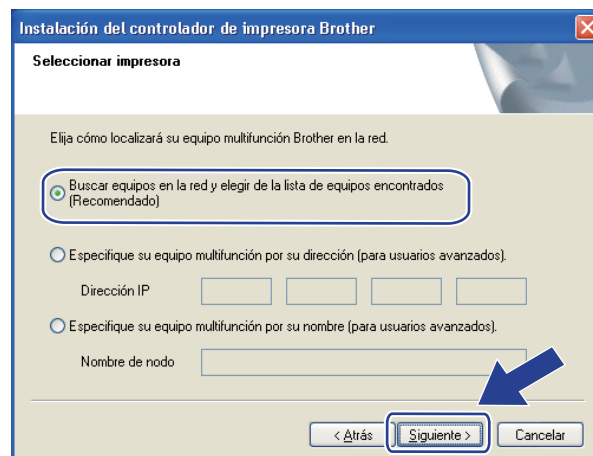 Instalación del controlador de impresora Brother
Seleccionar impresora
Elija cómo localizará su equipo multifunción Brother en la red.
Buscar equipos en la red y elegir de la lista de equipos encontrados
(Recomendado)
Especifique su equipo multifunción por su dirección (para usuarios avanzados).
Dirección IP
Especifique su equipo multifunción por su nombre (para usuarios avanzados).
Nombre de nodo
< Atrás
Siguiente >
Cancelar